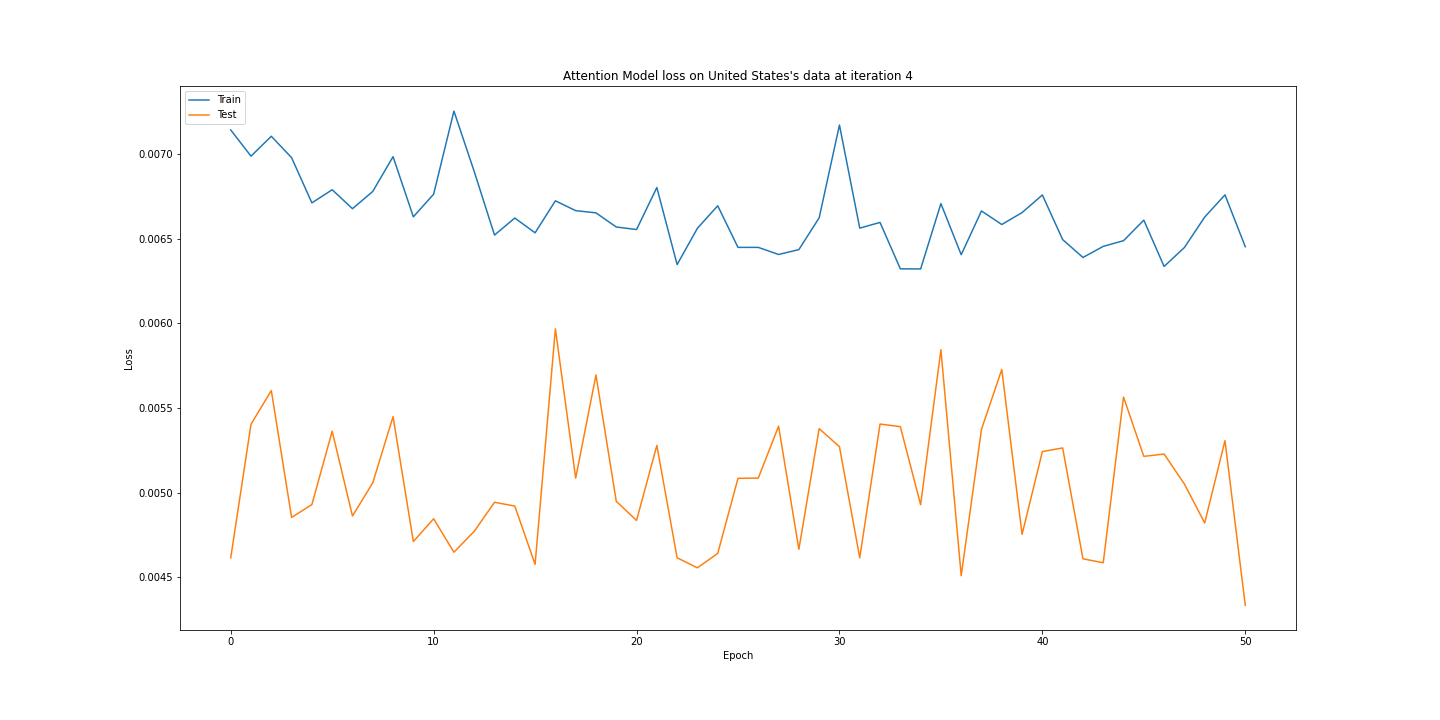 Attention Model loss on United States's data at iteration 4
Train
Test
0.0070
0.0065
0.0060
0.0055
0.0050
0.0045
Loss
0 10 20 30 40 50
Epoch